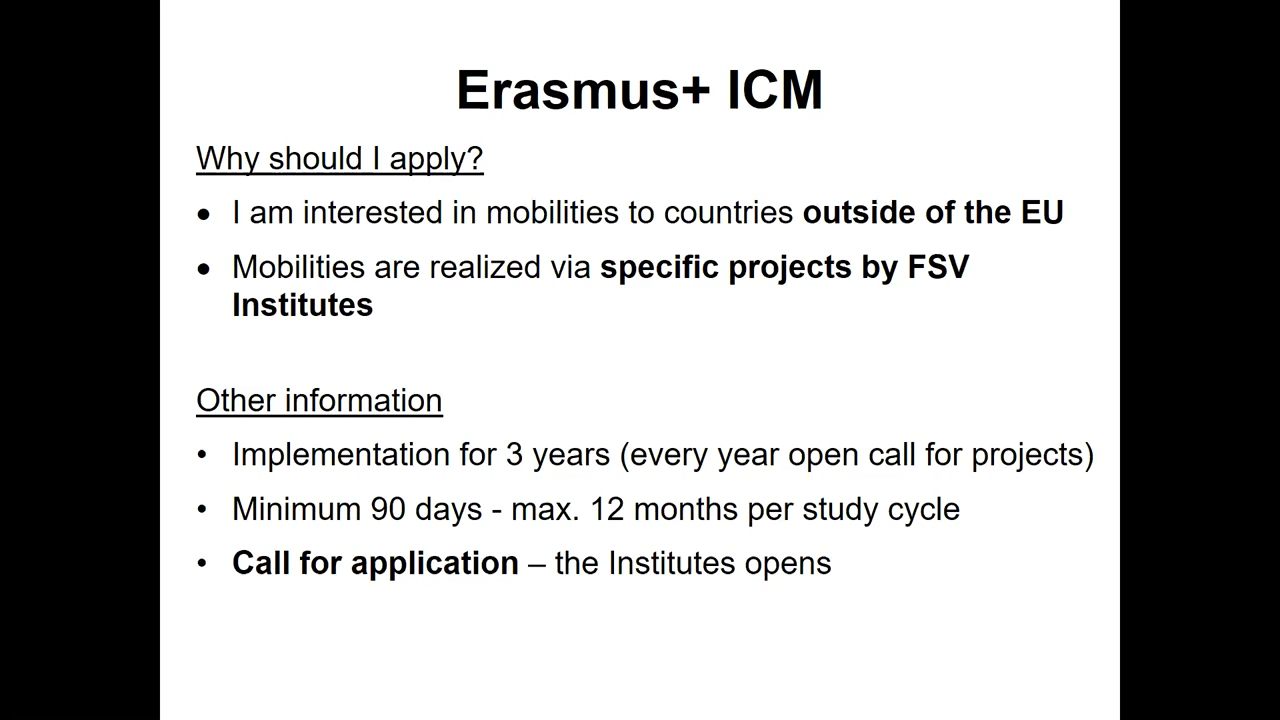 Erasmus+ ICM
Why should I apply?
• I am interested in mobilities to countries outside of the EU
• Mobilities are realized via specific projects by FSV
Institutes
Other information
• Implementation for 3 years (every year open call for projects)
• Minimum 90 days - max. 12 months per study cycle
• Call for application – the Institutes opens